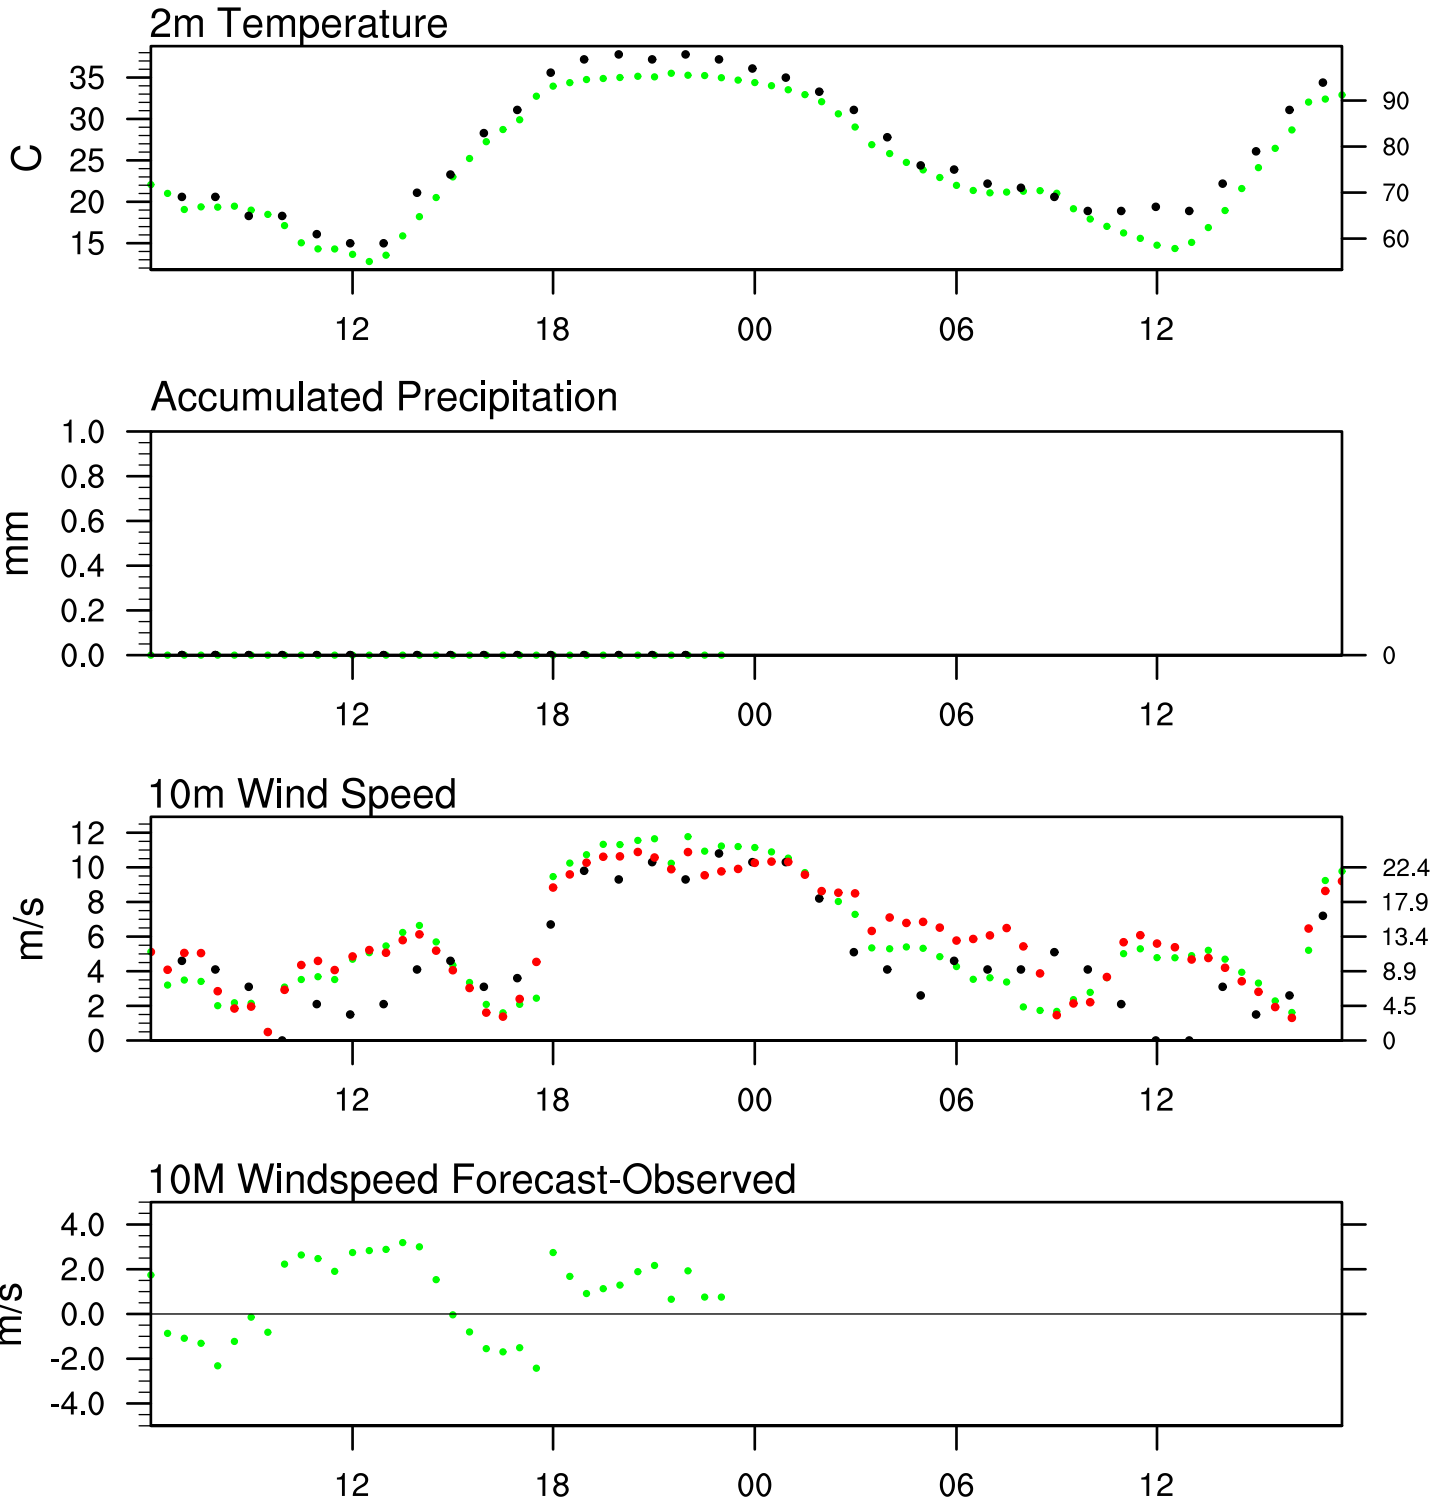 2m Temperature
C
35
30
25
20
15
90
80
70
60
12 18 00 06 12
Accumulated Precipitation
mm
1.0
0.8
0.6
0.4
0.2
0.0
0
12 18 00 06 12
10m Wind Speed
m/s
12
10
8
6
4
2
0
22.4
17.9
13.4
8.9
4.5
0
12 18 00 06 12
10M Windspeed Forecast-Observed
m/s
4.0
2.0
0.0
-2.0
-4.0
12 18 00 06 12